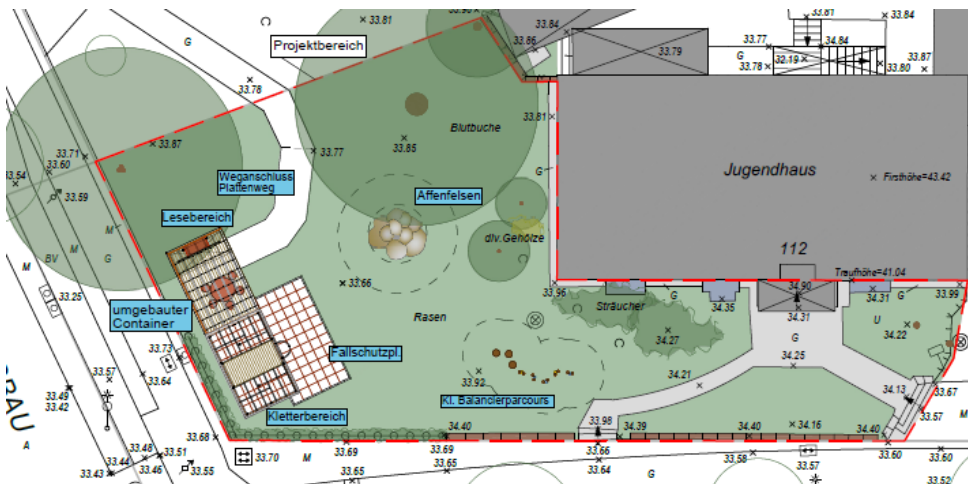 33.81
33.90
33.84
33.86
33.81
33.84
G
C
Projektbereich
33.79
33.77
G
34.84
33.78
32.19
33.80
33.87
33.78
33.81
Blutbuche
33.85
33.87
33.77
33.71
33.60
33.54
33.59
Weganschluss
Plattenweg
Affenfelsen
G
Jugendhaus
Firsthöhe=43.42
Lesebereich
M
M
G
M
BV
div.Gehölze
C
112
Traufhöhe=41.04
33.66
33.96
34.90
33.99
33.25
umgebauter
Container
Rasen
Sträucher
G
34.35
34.31
34.31
G
U
34.22
C
34.27
G
33.73
Fallschutzpl.
34.25
33.64
33.57
33.92
34.21
33.49
33.42
Kl. Balancierparcours
34.13
33.67
33.57
M
RAU
A
Kletterbereich
33.98
34.16
33.68
34.40
34.39
34.40
34.40
33.60
33.60
33.48
33.51
33.44
33.46
33.43
33.55
33.70
M
33.69
33.69
33.66
33.65
33.65
33.64
G
33.58
33.57
33.52